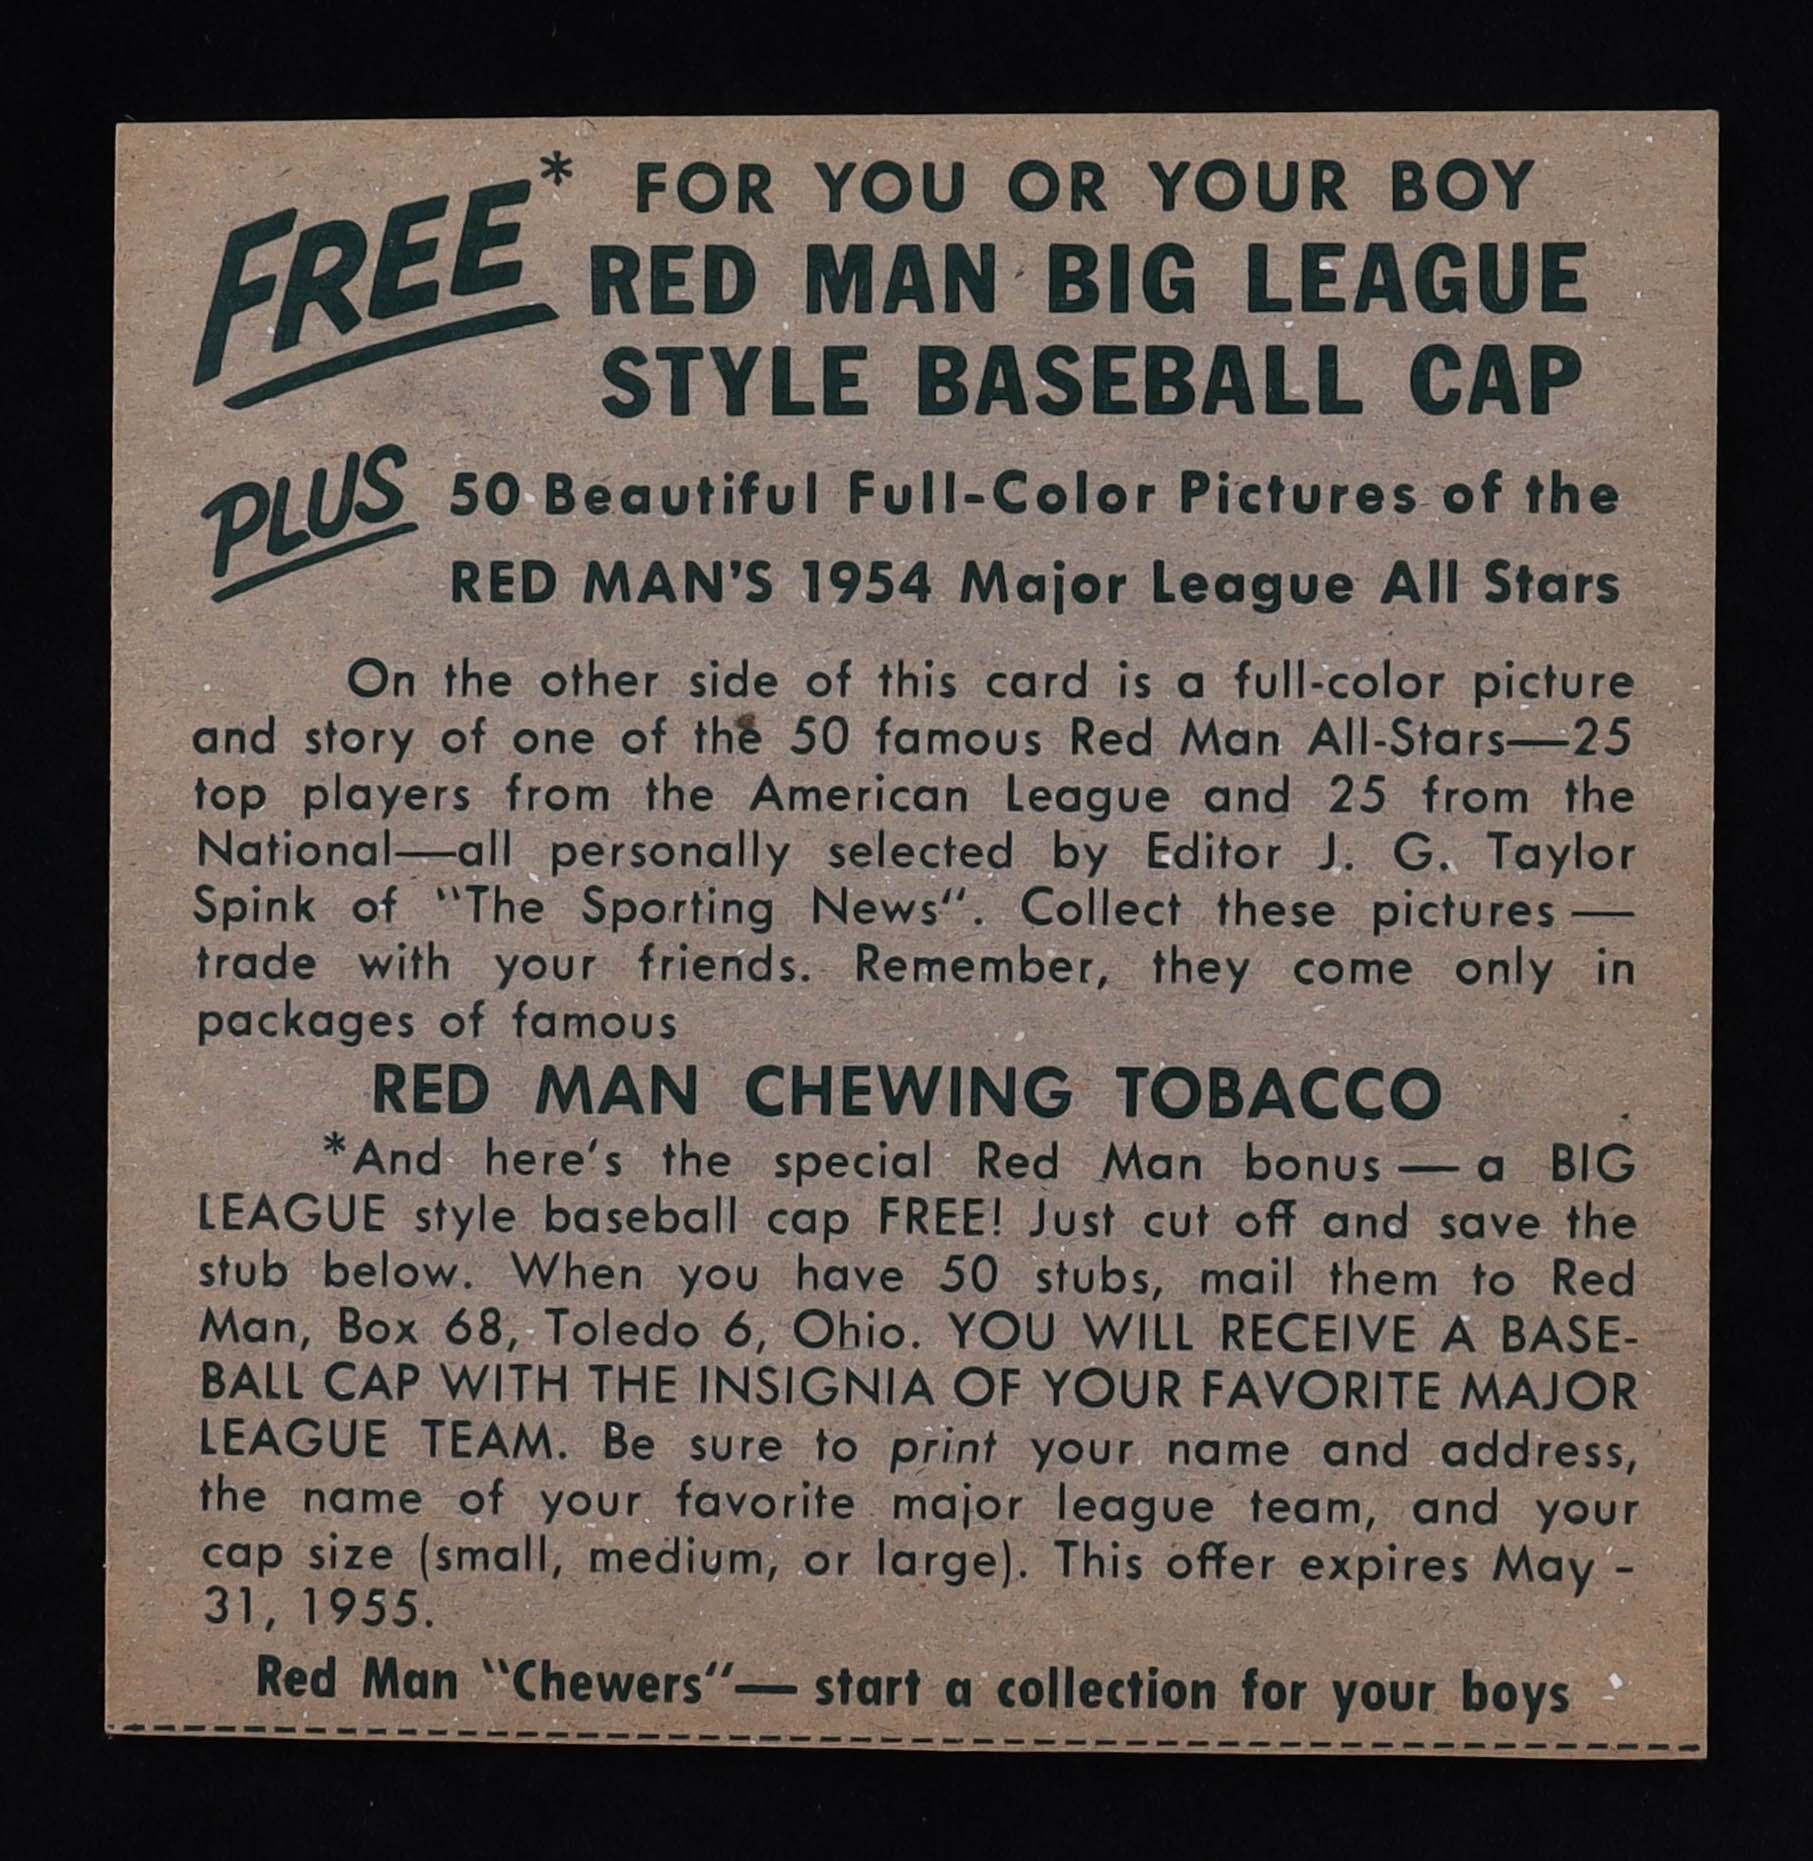 FREE* FOR YOU OR YOUR BOY
RED MAN BIG LEAGUE
STYLE BASEBALL CAP
PLUS 50 Beautiful Full-Color Pictures of the
RED MAN'S 1954 Major League All Stars
On the other side of this card is a full-color picture
and story of one of the 50 famous Red Man All-Stars—25
top players from the American League and 25 from the
National—all personally selected by Editor J. G. Taylor
Spink of "The Sporting News". Collect these pictures —
trade with your friends. Remember, they come only in
packages of famous
RED MAN CHEWING TOBACCO
*And here's the special Red Man bonus — a BIG
LEAGUE style baseball cap FREE! Just cut off and save the
stub below. When you have 50 stubs, mail them to Red
Man, Box 68, Toledo 6, Ohio. YOU WILL RECEIVE A BASE-
BALL CAP WITH THE INSIGNIA OF YOUR FAVORITE MAJOR
LEAGUE TEAM. Be sure to print your name and address,
the name of your favorite major league team, and your
cap size (small, medium, or large). This offer expires May -
31, 1955.
Red Man "Chewers"— start a collection for your boys